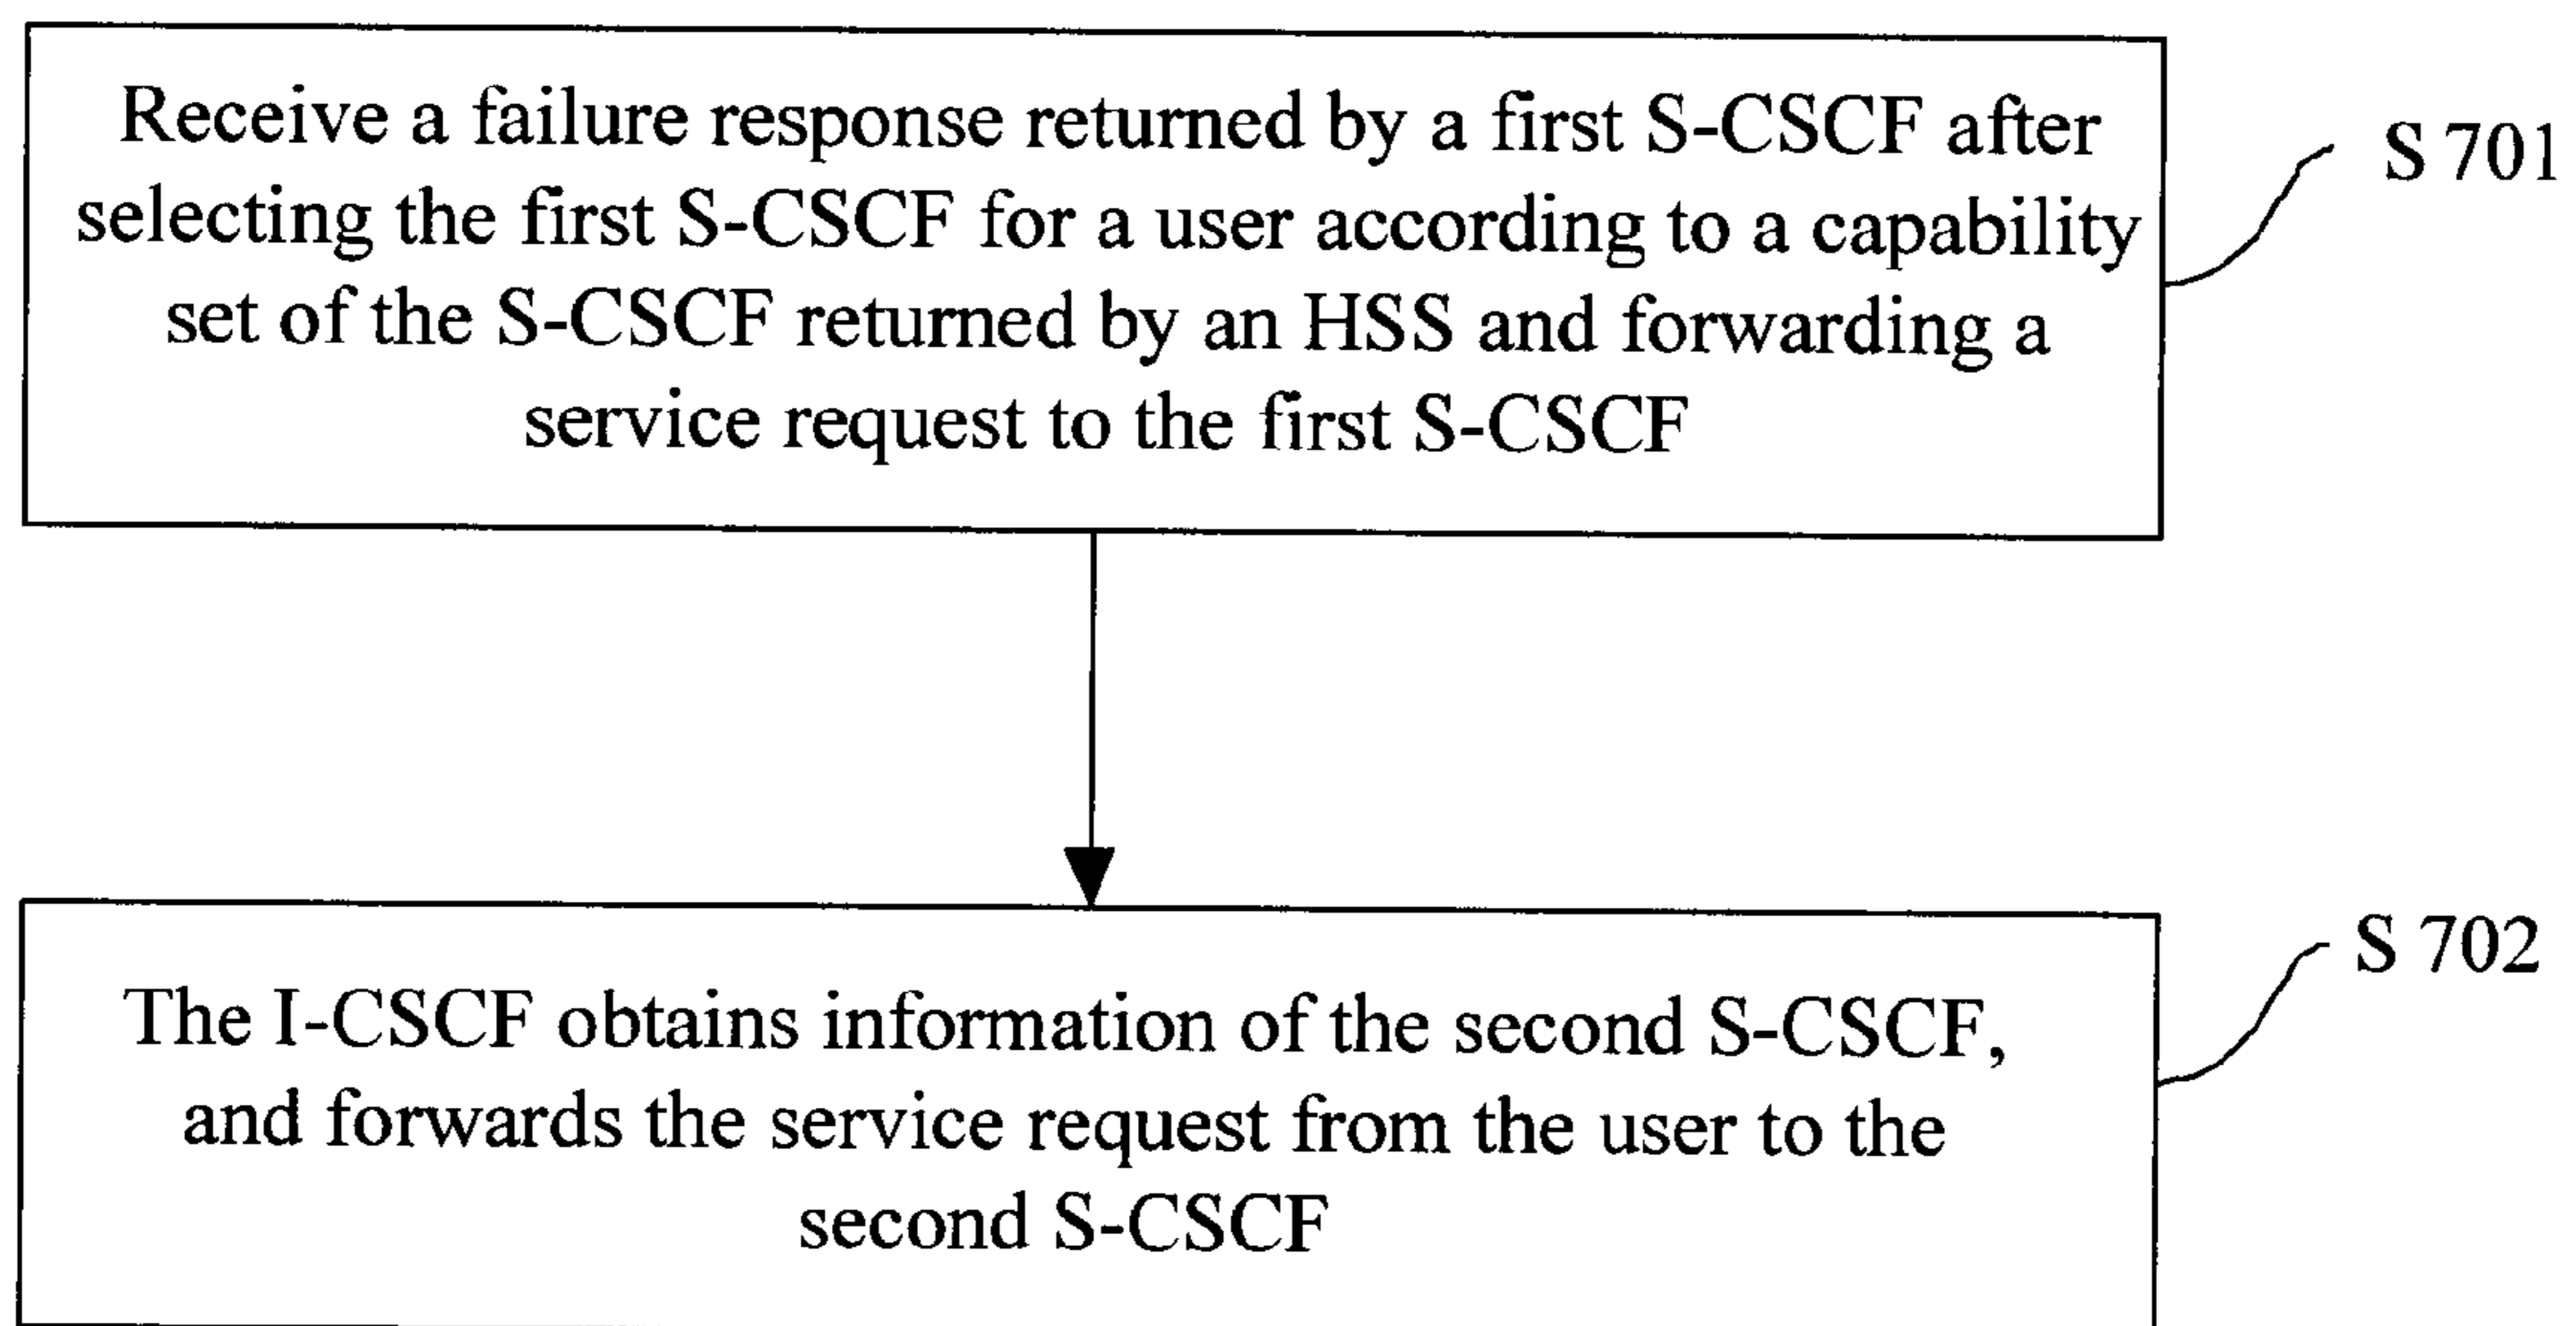 Receive a failure response returned by a first S-CSCF after
selecting the first S-CSCF for a user according to a capability
set of the S-CSCF returned by an HSS and forwarding a
service request to the first S-CSCF
S 701
The I-CSCF obtains information of the second S-CSCF,
and forwards the service request from the user to the
second S-CSCF
S 702